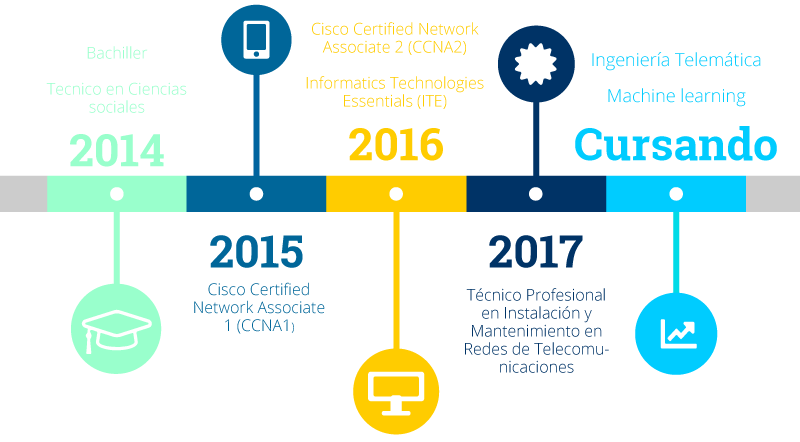 Bachiller
Tecnico en Ciencias
sociales
2014
2015
Cisco Certified
Network Associate
1 (CCNA1)
Cisco Certified Network
Associate 2 (CCNA2)
Informatics Technologies
Essentials (ITE)
2016
2017
Técnico Profesional
en Instalación y
Mantenimiento en
Redes de Telecomu-
nicaciones
Ingeniería Telemática
Machine learning
Cursando